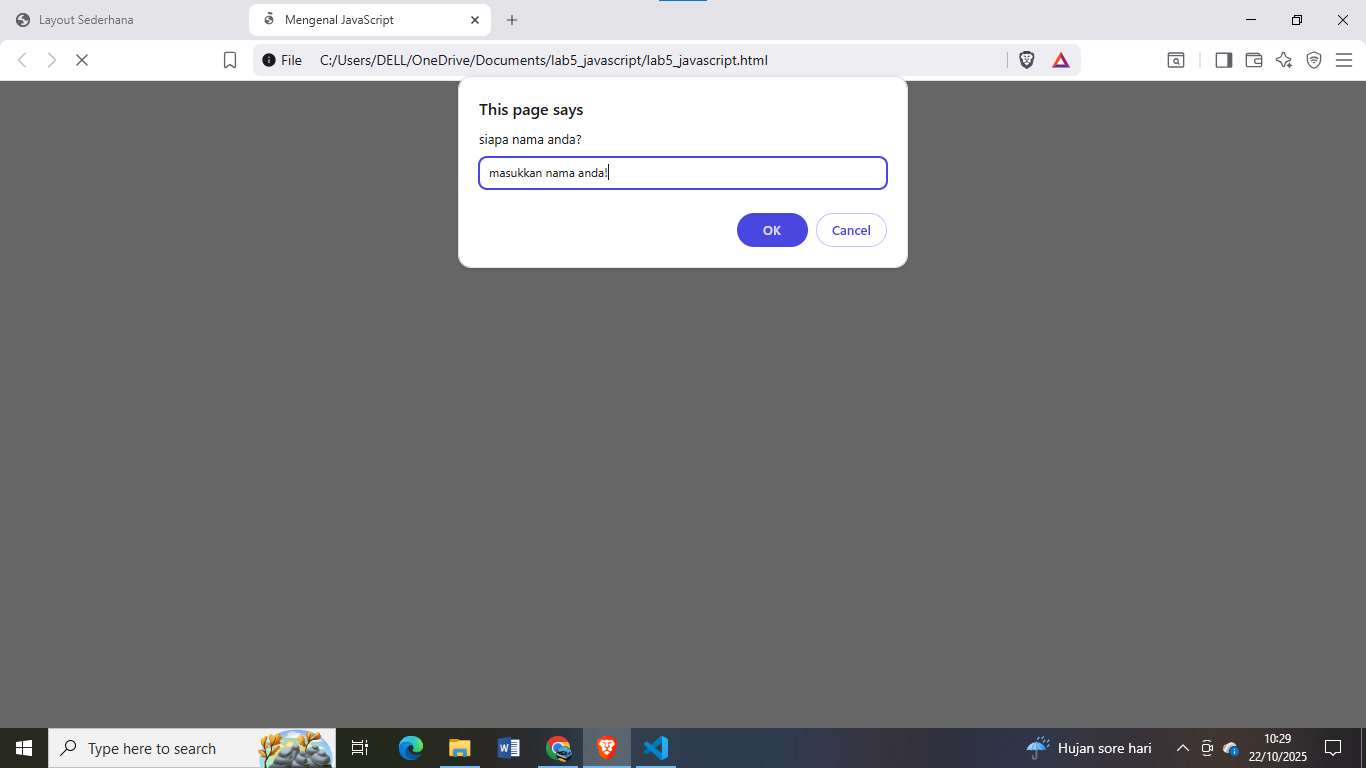 Layout Sederhana
Mengenal JavaScript
File C:/Users/DELL/OneDrive/Documents/lab5_javascript/lab5_javascript.html
This page says
siapa nama anda?
masukkan nama anda!
OK Cancel
Type here to search
Hujan sore hari
10:29
22/10/2025